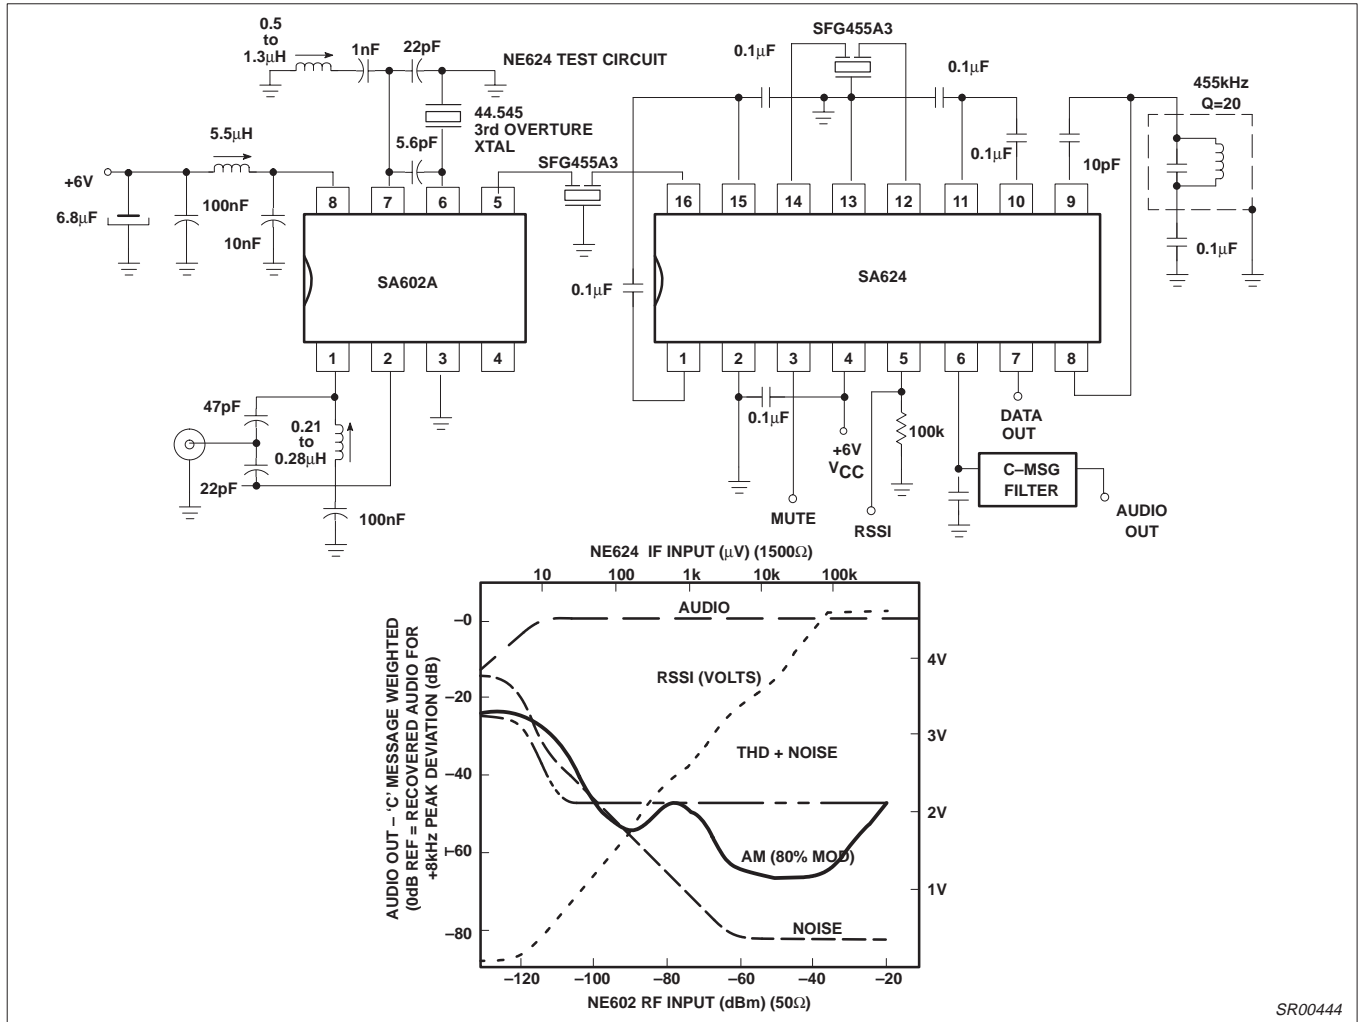 0.5
to
1.3μH
1nF
22pF
NE624 TEST CIRCUIT
44.545
3rd OVERTURE
XTAL
5.6pF
5.5μH
+6V
6.8μF
100nF
10nF
SFG455A3
8
7
6
5
SA602A
1
2
3
4
47pF
0.21
to
0.28μH
22pF
100nF
SFG455A3
0.1μF
0.1μF
0.1μF
455kHz
Q=20
10pF
0.1μF
16
15
14
13
12
11
10
9
0.1μF
SA624
1
2
3
4
5
6
7
8
0.1μF
+6V
VCC
100k
DATA
OUT
C–MSG
FILTER
MUTE
RSSI
AUDIO
OUT
NE624 IF INPUT (μV) (1500Ω)
10
100
1k
10k
100k
AUDIO OUT – ‘C’ MESSAGE WEIGHTED
(0dB REF = RECOVERED AUDIO FOR
+8kHz PEAK DEVIATION (dB)
–0
–20
–40
–60
–80
AUDIO
RSSI (VOLTS)
THD + NOISE
AM (80% MOD)
NOISE
4V
3V
2V
1V
–120
–100
–80
–60
–40
–20
NE602 RF INPUT (dBm) (50Ω)
SR00444